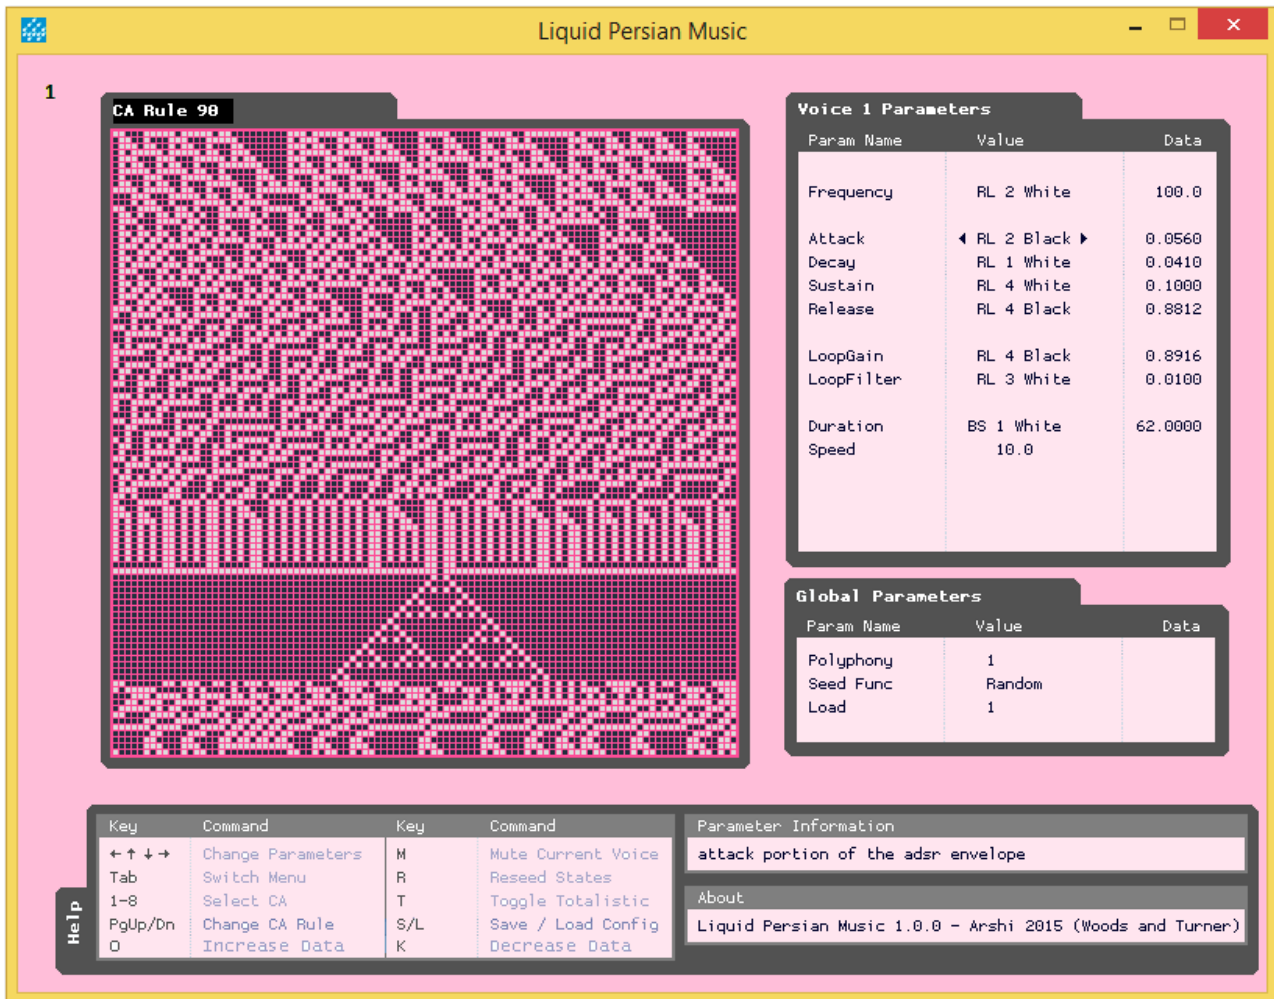 Liquid Persian Music
1
CA Rule 90
Voice 1 Parameters
Param Name Value Data
Frequency RL 2 White 100.0
Attack RL 2 Black 0.0560
Decay RL 1 White 0.0410
Sustain RL 4 White 0.1000
Release RL 4 Black 0.8812
LoopGain RL 4 Black 0.8916
LoopFilter RL 3 White 0.0100
Duration BS 1 White 62.0000
Speed 10.0
Global Parameters
Param Name Value Data
Polyphony 1
Seed Func Random
Load 1
Help
Key Command Key Command
←↑↓→ Change Parameters M Mute Current Voice
Tab Switch Menu R Reseed States
1-8 Select CA T Toggle Totalistic
PgUp/Dn Change CA Rule S/L Save / Load Config
O Increase Data K Decrease Data
Parameter Information
attack portion of the adsr envelope
About
Liquid Persian Music 1.0.0 - Arshi 2015 (Woods and Turner)